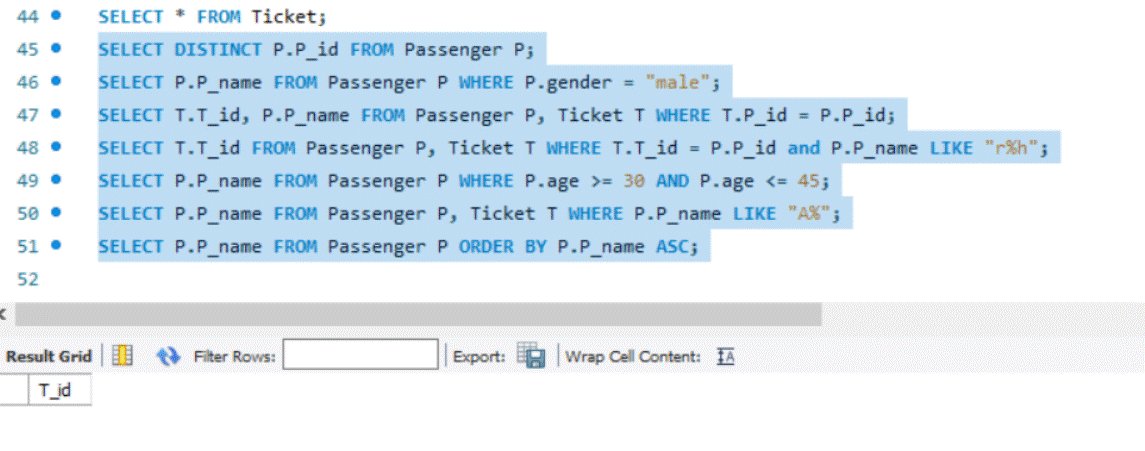 44 SELECT * FROM Ticket;
45 SELECT DISTINCT P.P_id FROM Passenger P;
46 SELECT P.P_name FROM Passenger P WHERE P.gender = "male";
47 SELECT T.T_id, P.P_name FROM Passenger P, Ticket T WHERE T.P_id = P.P_id;
48 SELECT T.T_id FROM Passenger P, Ticket T WHERE T.T_id = P.P_id and P.P_name LIKE "r%h";
49 SELECT P.P_name FROM Passenger P WHERE P.age >= 30 AND P.age <= 45;
50 SELECT P.P_name FROM Passenger P, Ticket T WHERE P.P_name LIKE "A%";
51 SELECT P.P_name FROM Passenger P ORDER BY P.P_name ASC;
52
Result Grid Filter Rows: Export: Wrap Cell Content: IA
T_id